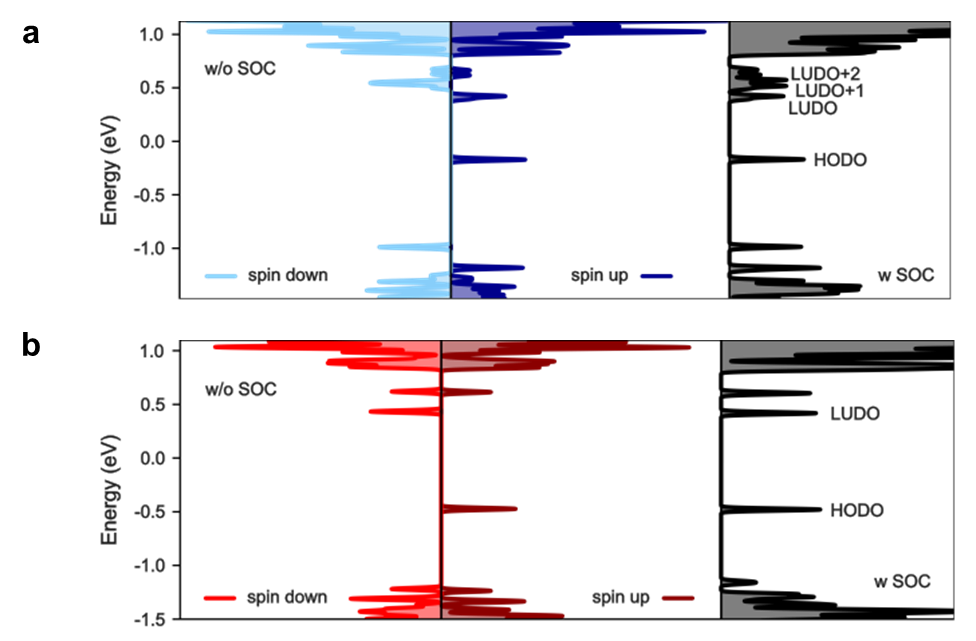 a
1.0
0.5
0.0
-0.5
-1.0
Energy (eV)
w/o SOC
LUDO+2
LUDO+1
LUDO
HODO
spin down
spin up
w SOC
b
1.0
0.5
0.0
-0.5
-1.0
-1.5
Energy (eV)
w/o SOC
LUDO
HODO
w SOC
spin down
spin up